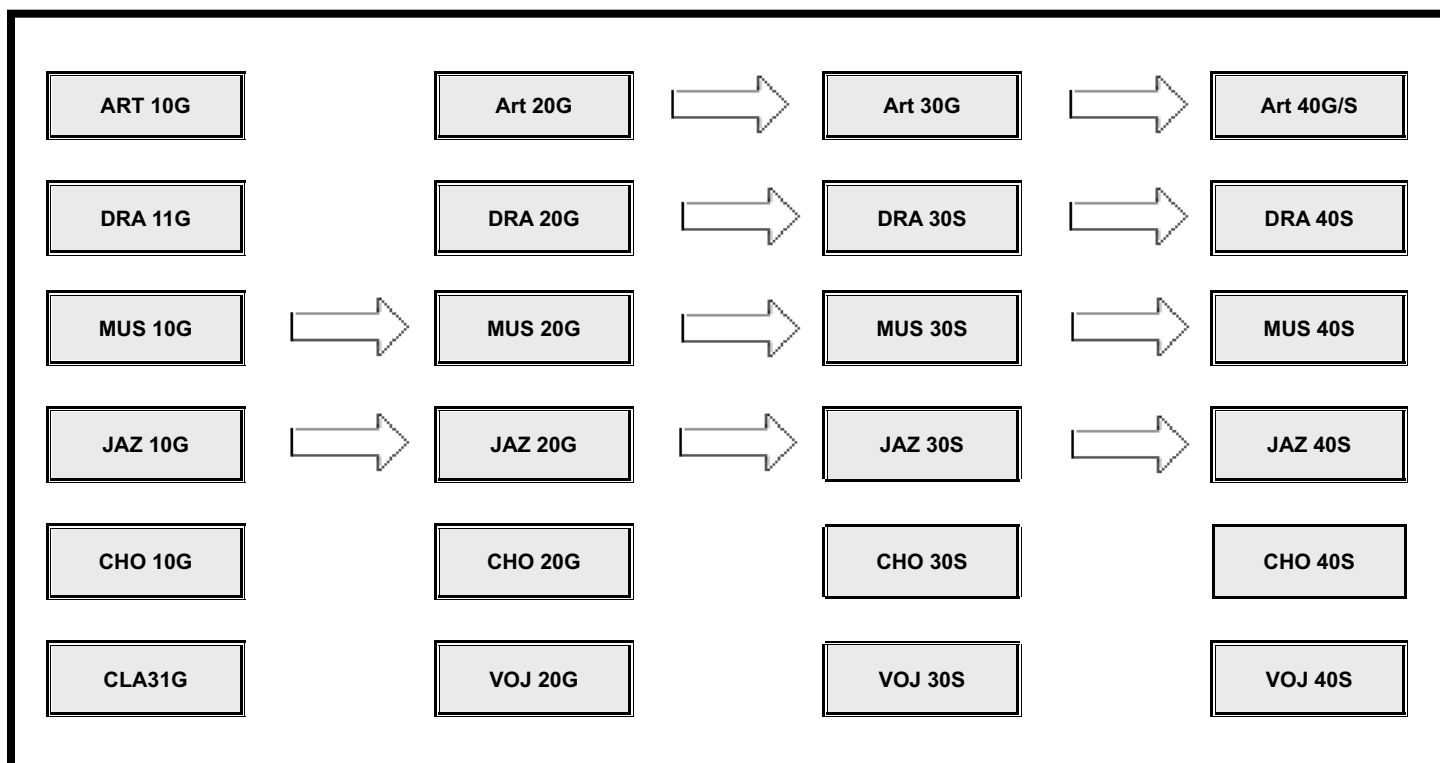 ART 10G
Art 20G
Art 30G
Art 40G/S
DRA 11G
DRA 20G
DRA 30S
DRA 40S
MUS 10G
MUS 20G
MUS 30S
MUS 40S
JAZ 10G
JAZ 20G
JAZ 30S
JAZ 40S
CHO 10G
CHO 20G
CHO 30S
CHO 40S
CLA31G
VOJ 20G
VOJ 30S
VOJ 40S